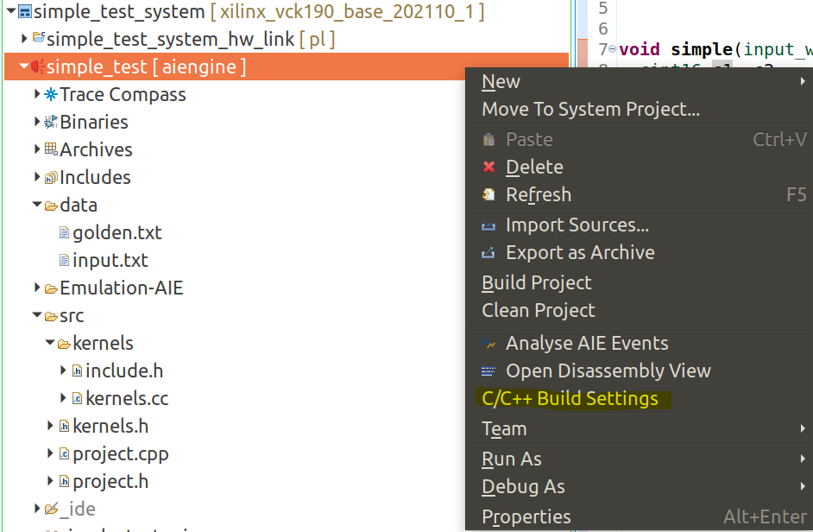 simple_test_system [ xilinx_vck190_base_202110_1 ]
simple_test_system_hw_link [ pl ]
simple_test [ aiengine ]
Trace Compass
Binaries
Archives
Includes
data
golden.txt
input.txt
Emulation-AIE
src
kernels
include.h
kernels.cc
kernels.h
project.cpp
project.h
_ide
5
6
7 void simple(input_w
New
Move To System Project...
Paste Ctrl+V
Delete
Refresh F5
Import Sources...
Export as Archive
Build Project
Clean Project
Analyse AIE Events
Open Disassembly View
C/C++ Build Settings
Team
Run As
Debug As
Properties Alt+Enter